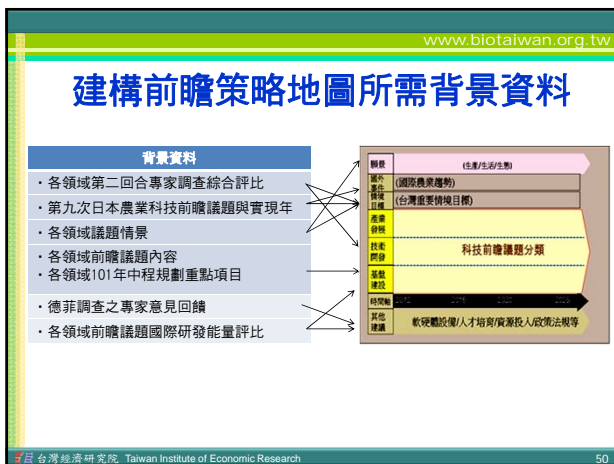 www.biotaiwan.org.tw
建構前瞻策略地圖所需背景資料
背景資料
・各領域第二回合專家調查綜合評比
・第九次日本農業科技前瞻議題與實現年
・各領域議題情景
・各領域前瞻議題內容
・各領域101年中程規劃重點項目
・德菲調查之專家意見回饋
・各領域前瞻議題國際研發能量評比
願景
(生產/生活/生態)
國外
事件
(國際農業趨勢)
情境
目標
(台灣重要情境目標)
產業
發展
技術
開發
科技前瞻議題分類
基盤
建設
時間軸
其他
建議
軟硬體設備/人才培育/資源投入/政策法規等
台灣經濟研究院 Taiwan Institute of Economic Research
50